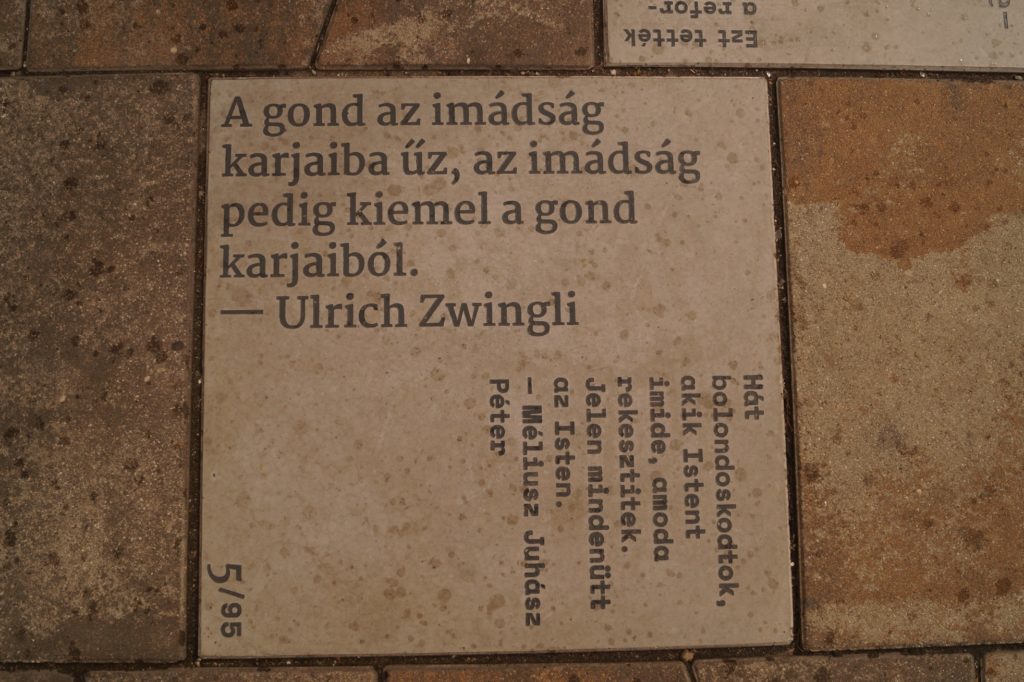 Ezt tették
a refor-
A gond az imádság
karjaiba űz, az imádság
pedig kiemel a gond
karjaiból.
— Ulrich Zwingli
Hát
bolondoskodtok,
akik Istent
imide, amoda
rekesztitek.
Jelen mindenütt
az Isten.
— Méliusz Juhász
Péter
5/95